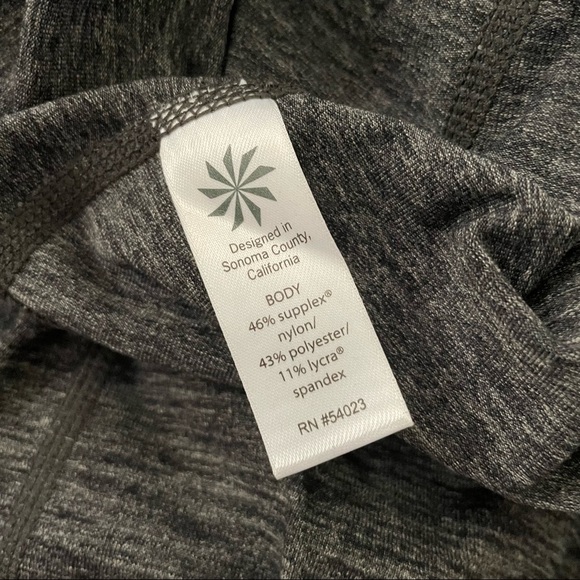 Designed in
Sonoma County,
California
BODY
46% supplex®
nylon/
43% polyester/
11% lycra®
spandex
RN #54023